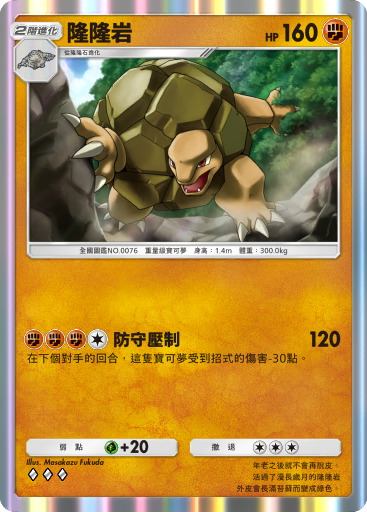 2階進化
隆隆岩
HP 160
從隆隆石進化
全國圖鑑NO.0076 重量級寶可夢 身高：1.4m 體重：300.0kg
防守壓制 120
在下個對手的回合，這隻寶可夢受到招式的傷害-30點。
弱點 +20 撤退
Illus. Masakazu Fukuda
年老之後就不會再脫皮。
活過了漫長歲月的隆隆岩
外皮會長滿苔蘚而變成綠色。